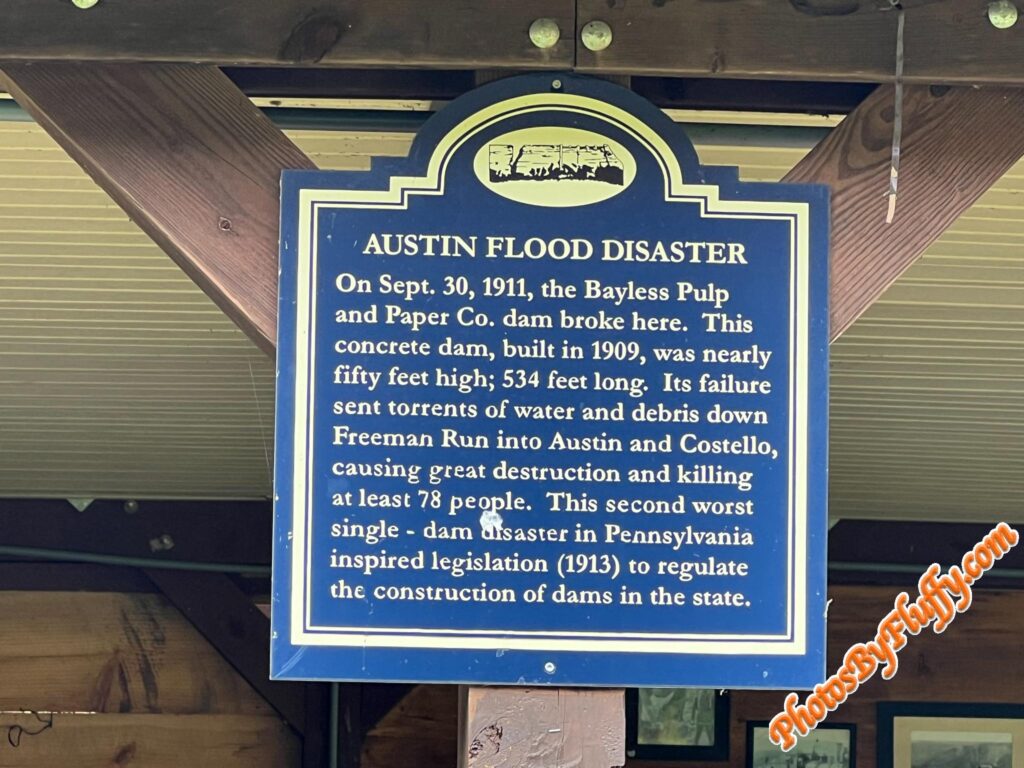 AUSTIN FLOOD DISASTER
On Sept. 30, 1911, the Bayless Pulp
and Paper Co. dam broke here. This
concrete dam, built in 1909, was nearly
fifty feet high; 534 feet long. Its failure
sent torrents of water and debris down
Freeman Run into Austin and Costello,
causing great destruction and killing
at least 78 people. This second worst
single - dam disaster in Pennsylvania
inspired legislation (1913) to regulate
the construction of dams in the state.
PhotosByFluffy.com